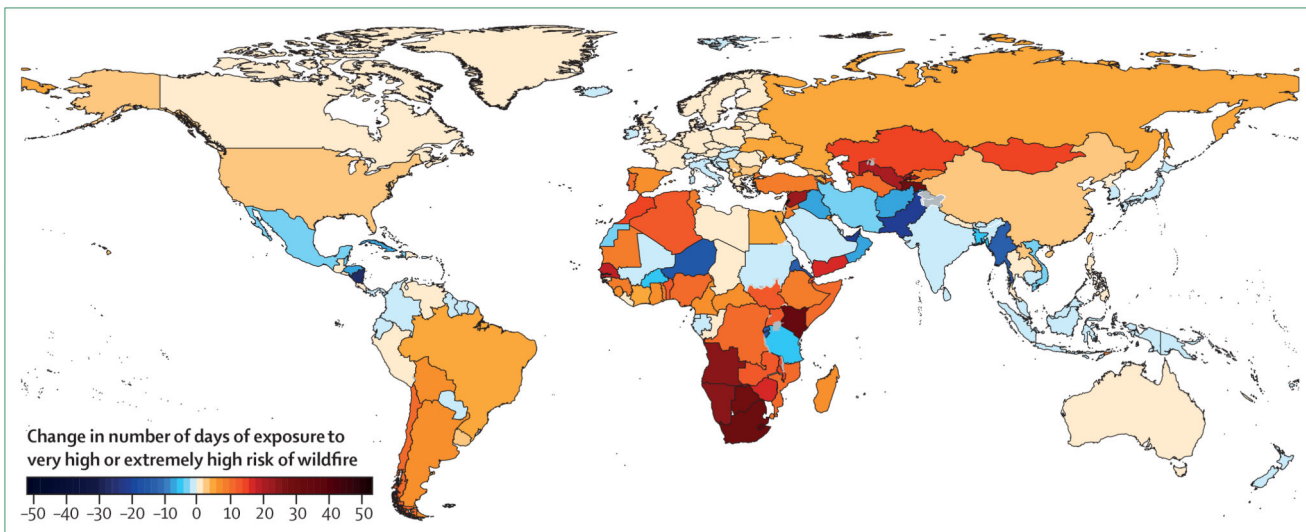 Change in number of days of exposure to
very high or extremely high risk of wildfire
–50 –40 –30 –20 –10 0 10 20 30 40 50